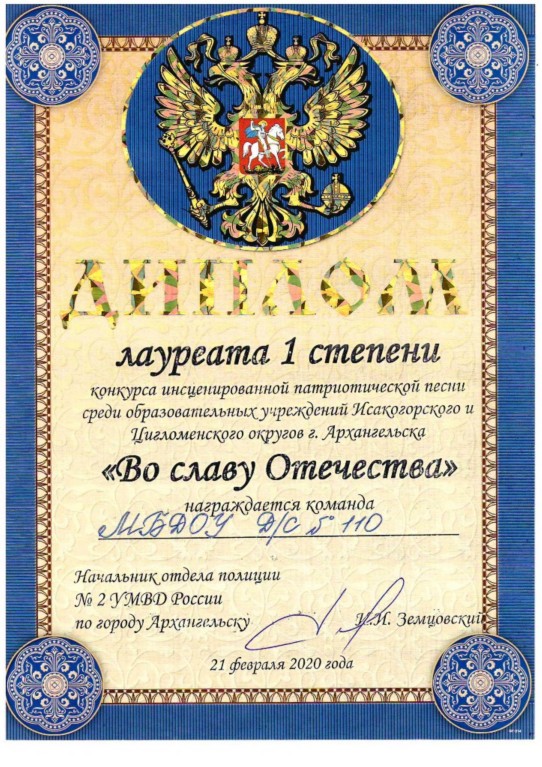 ДИПЛОМ
лауреата 1 степени
конкурса инсценированной патриотической песни
среди образовательных учреждений Исакогорского и
Цигломенского округов г. Архангельска
«Во славу Отечества»
награждается команда
МБДОУ Д/С № 110
Начальник отдела полиции
№ 2 УМВД России
по городу Архангельску
Земцовский
21 февраля 2020 года